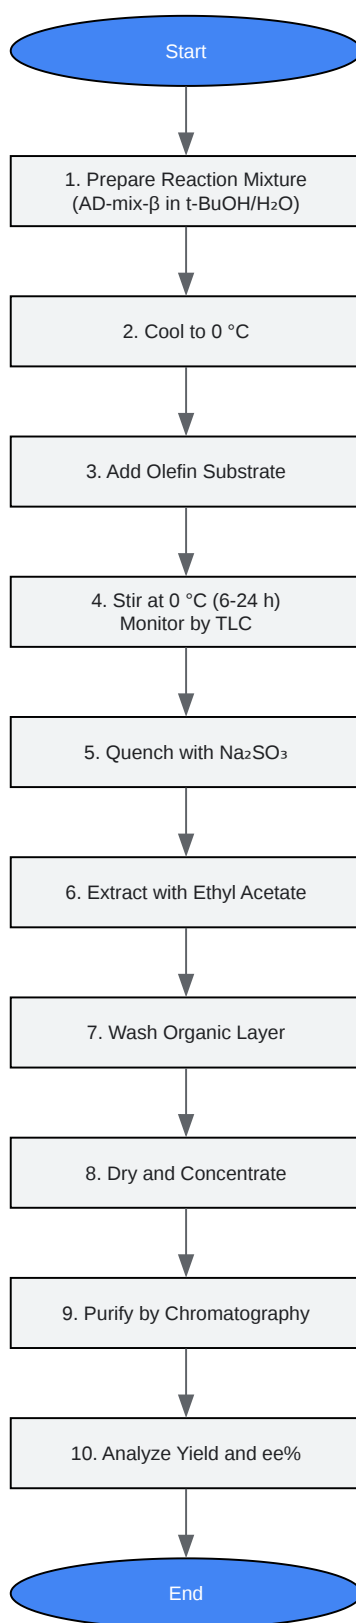 Start
1. Prepare Reaction Mixture
(AD-mix-β in t-BuOH/H₂O)
2. Cool to 0 °C
3. Add Olefin Substrate
4. Stir at 0 °C (6-24 h)
Monitor by TLC
5. Quench with Na₂SO₃
6. Extract with Ethyl Acetate
7. Wash Organic Layer
8. Dry and Concentrate
9. Purify by Chromatography
10. Analyze Yield and ee%
End